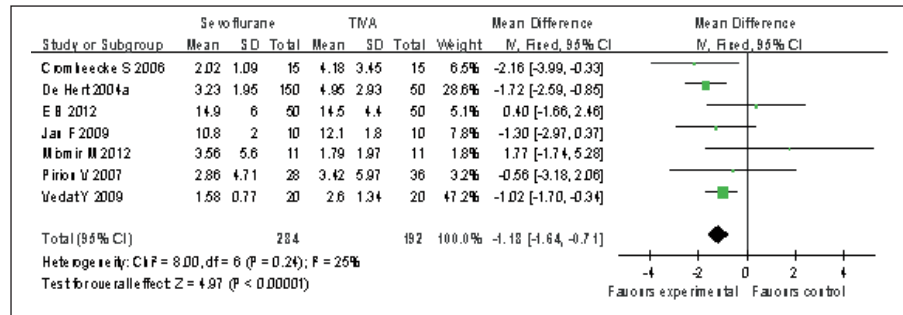 Sevoflurane TIVA Mean Difference Mean Difference
Study or Subgroup Mean SD Total Mean SD Total Weight IV, Fixed, 95% CI IV, Fixed, 95% CI
Crombeecke S 2006 2.02 1.09 15 4.18 3.45 15 6.5% -2.16 [-3.99, -0.33]
De Hert 2004a 3.23 1.95 150 4.95 2.93 50 28.6% -1.72 [-2.59, -0.85]
E B 2012 14.9 6 50 14.5 4.4 50 5.1% 0.40 [-1.66, 2.46]
Jan F 2009 10.8 2 10 12.1 1.8 10 7.8% -1.30 [-2.97, 0.37]
M 2012 3.56 5.6 11 1.79 1.97 11 1.8% 1.77 [-1.74, 5.28]
Pirion V 2007 2.86 4.71 28 3.42 5.97 36 3.2% -0.56 [-3.18, 2.06]
Vedat Y 2009 1.58 0.77 20 2.6 1.34 20 47.2% -1.02 [-1.70, -0.34]
Total (95% CI) 284 192 100.0% -1.18 [-1.64, -0.71]
Heterogeneity: Chi² = 8.00, df = 6 (P = 0.24); I² = 25%
Test for overall effect: Z = 4.97 (P < 0.00001)
-4 -2 0 2 4
Favours experimental Favours control